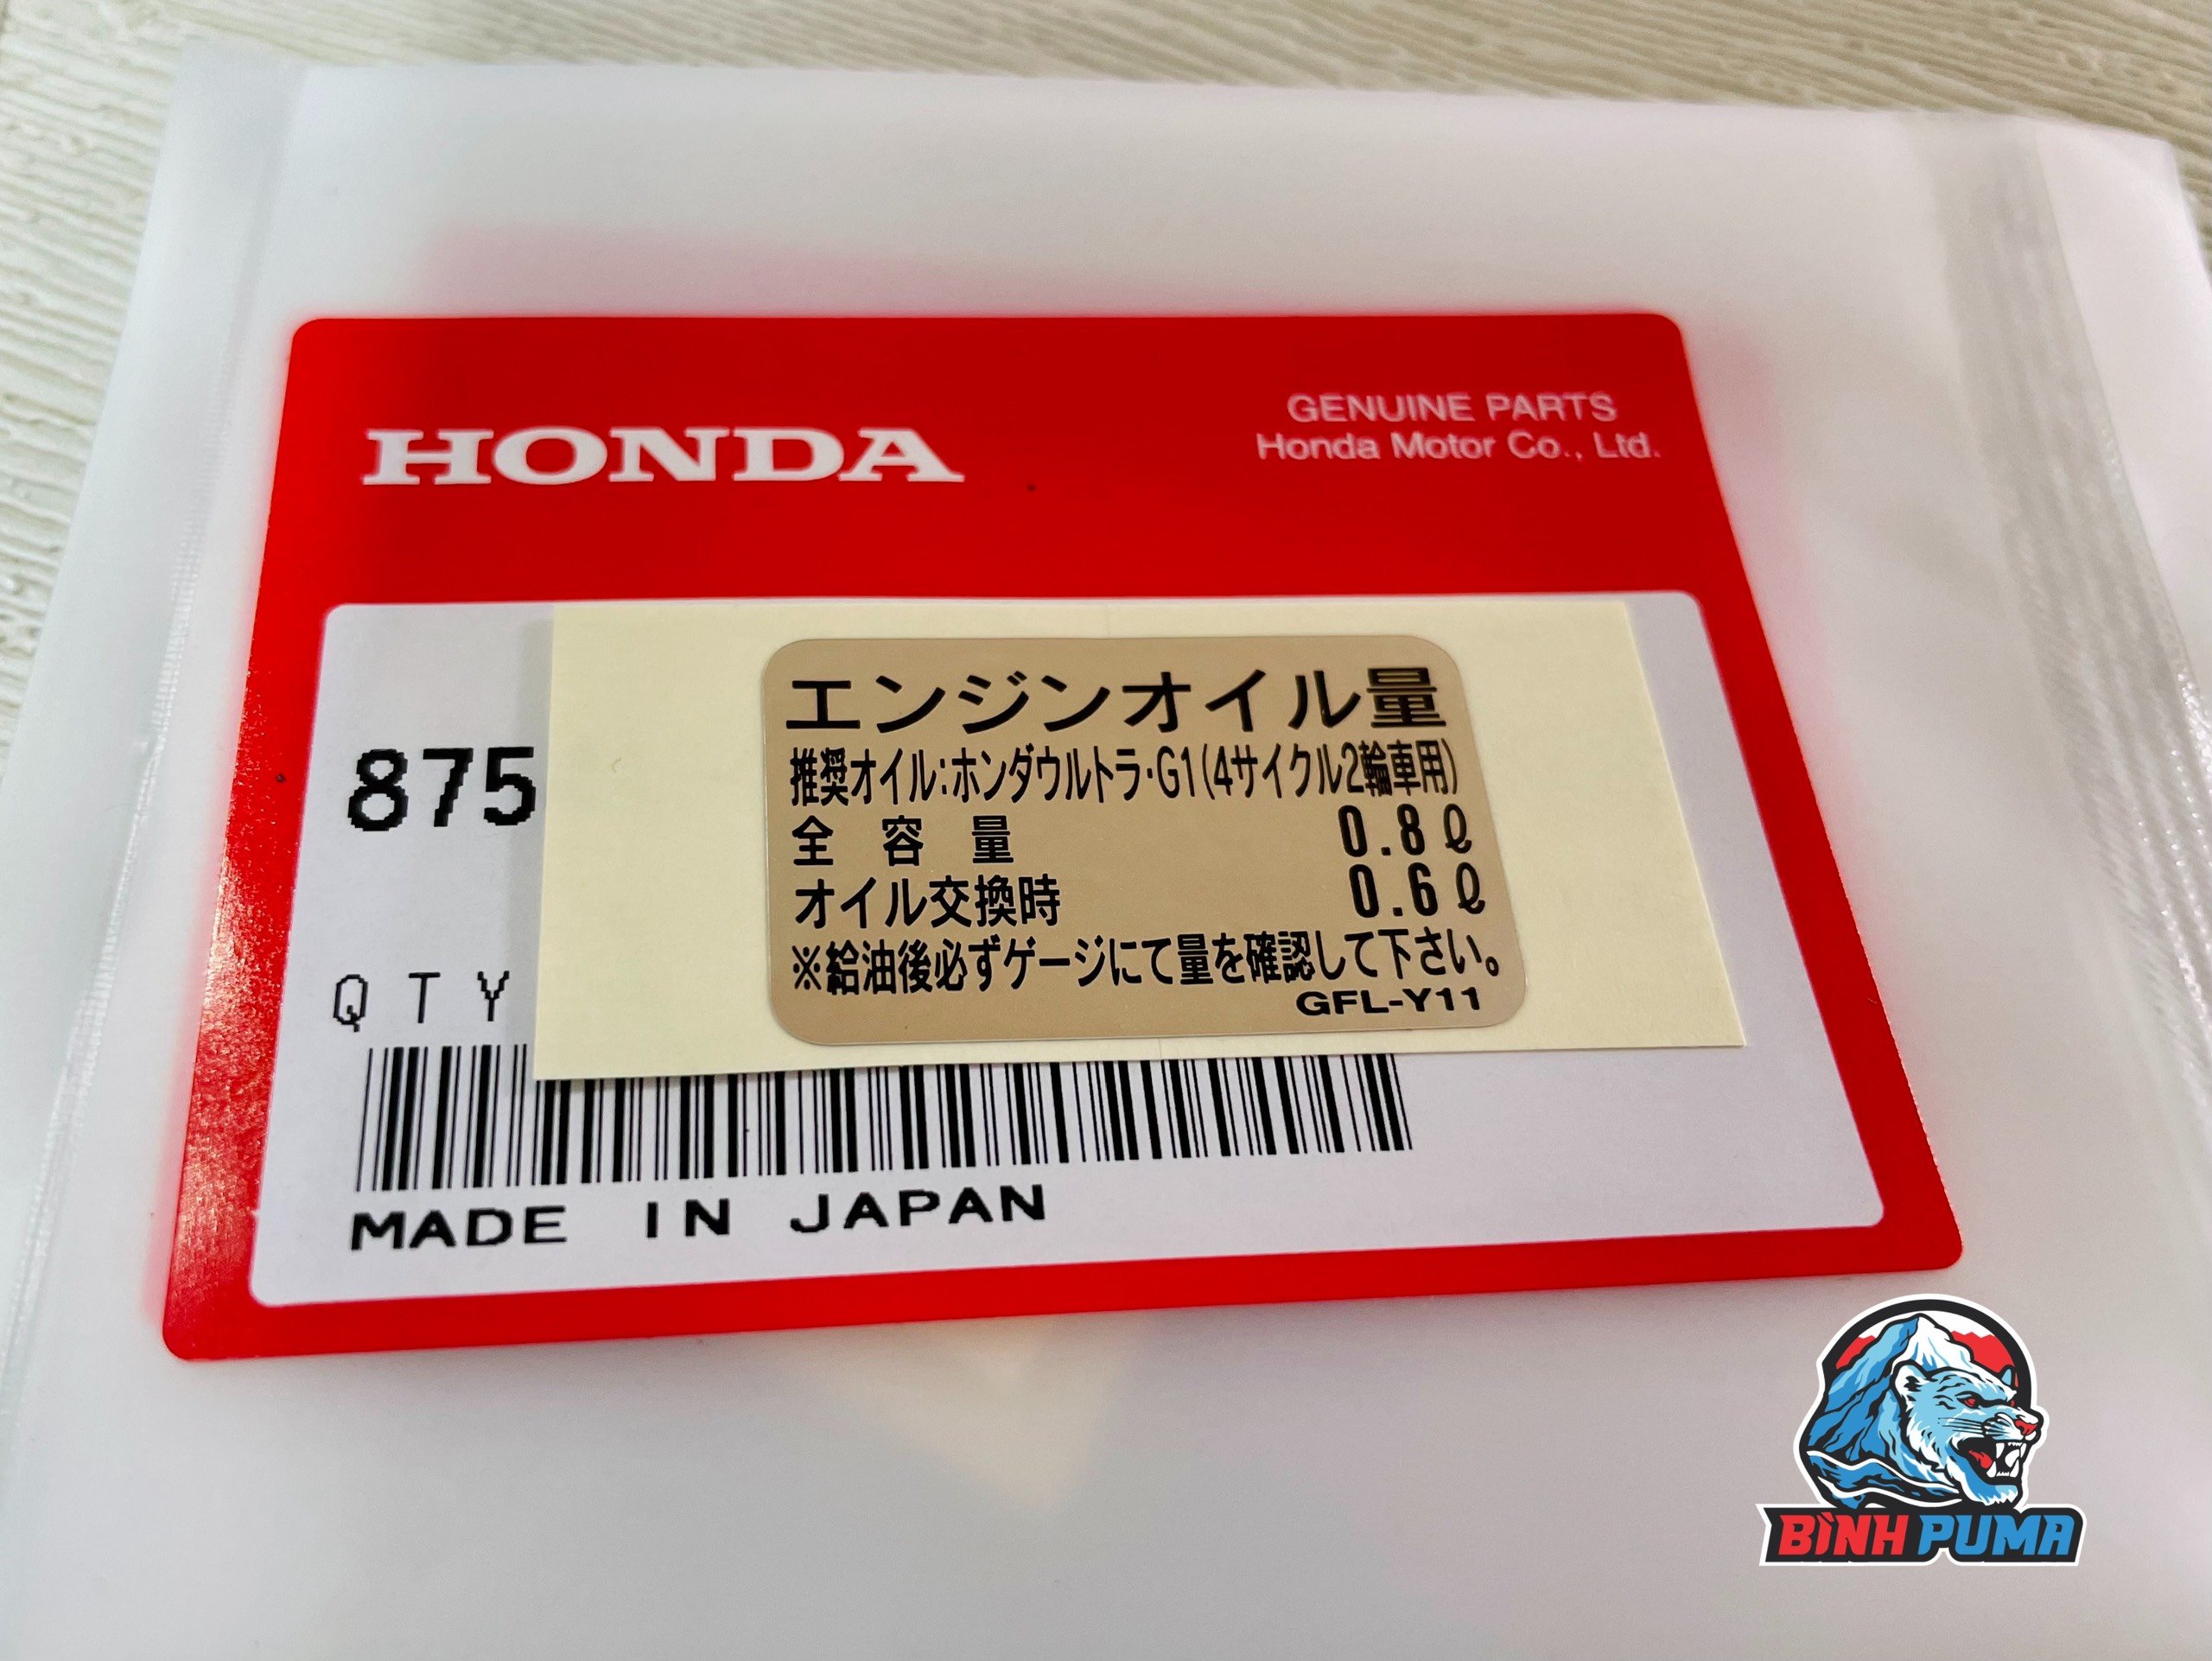 HONDA
GENUINE PARTS
Honda Motor Co., Ltd.
875
エンジンオイル量
推奨オイル:ホンダウルトラ・G1(4サイクル2輪車用)
全 容 量 0.8ℓ
オイル交換時 0.6ℓ
※給油後必ずゲージにて量を確認して下さい。
GFL-Y11
QTY
MADE IN JAPAN
BÌNH PUMA